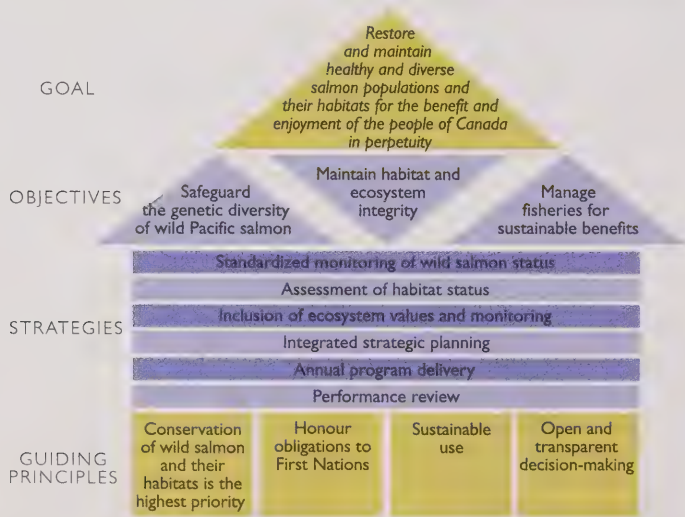 GOAL
Restore
and maintain
healthy and diverse
salmon populations and
their habitats for the benefit and
enjoyment of the people of Canada
in perpetuity
OBJECTIVES
Safeguard
the genetic diversity
of wild Pacific salmon
Maintain habitat and
ecosystem
integrity
Manage
fisheries for
sustainable benefits
STRATEGIES
Standardized monitoring of wild salmon status
Assessment of habitat status
Inclusion of ecosystem values and monitoring
Integrated strategic planning
Annual program delivery
Performance review
GUIDING
PRINCIPLES
Conservation
of wild salmon
and their
habitats is the
highest priority
Honour
obligations to
First Nations
Sustainable
use
Open and
transparent
decision-making